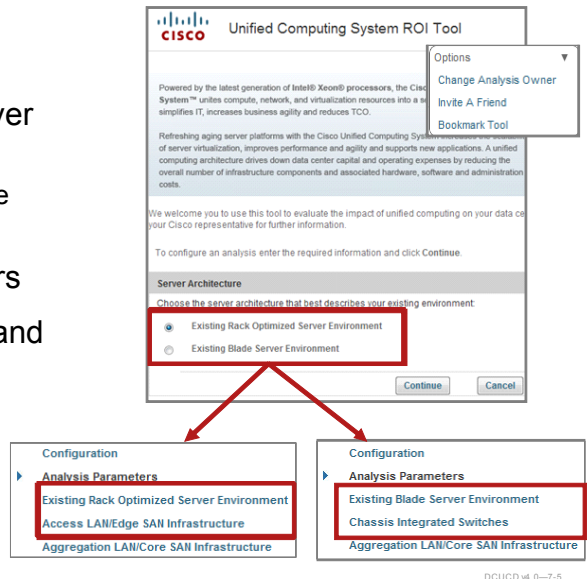 CISCO
Unified Computing System ROI Tool
Options
Change Analysis Owner
Invite A Friend
Bookmark Tool
Powered by the latest generation of Intel® Xeon® processors, the Cisc
System™ unites compute, network, and virtualization resources into a s
simplifies IT, increases business agility and reduces TCO.
Refreshing aging server platforms with the Cisco Unified Computing System increases the
of server virtualization, improves performance and agility and supports new applications. A unified
computing architecture drives down data center capital and operating expenses by reducing the
overall number of infrastructure components and associated hardware, software and administration
costs.
ver
e
rs
and
We welcome you to use this tool to evaluate the impact of unified computing on your data ce
your Cisco representative for further information.
To configure an analysis enter the required information and click Continue.
Server Architecture
Choose the server architecture that best describes your existing environment:
Existing Rack Optimized Server Environment
Existing Blade Server Environment
Continue
Cancel
Configuration
Analysis Parameters
Existing Rack Optimized Server Environment
Access LAN/Edge SAN Infrastructure
Aggregation LAN/Core SAN Infrastructure
Configuration
Analysis Parameters
Existing Blade Server Environment
Chassis Integrated Switches
Aggregation LAN/Core SAN Infrastructure
DCUCD v4.0—7-5